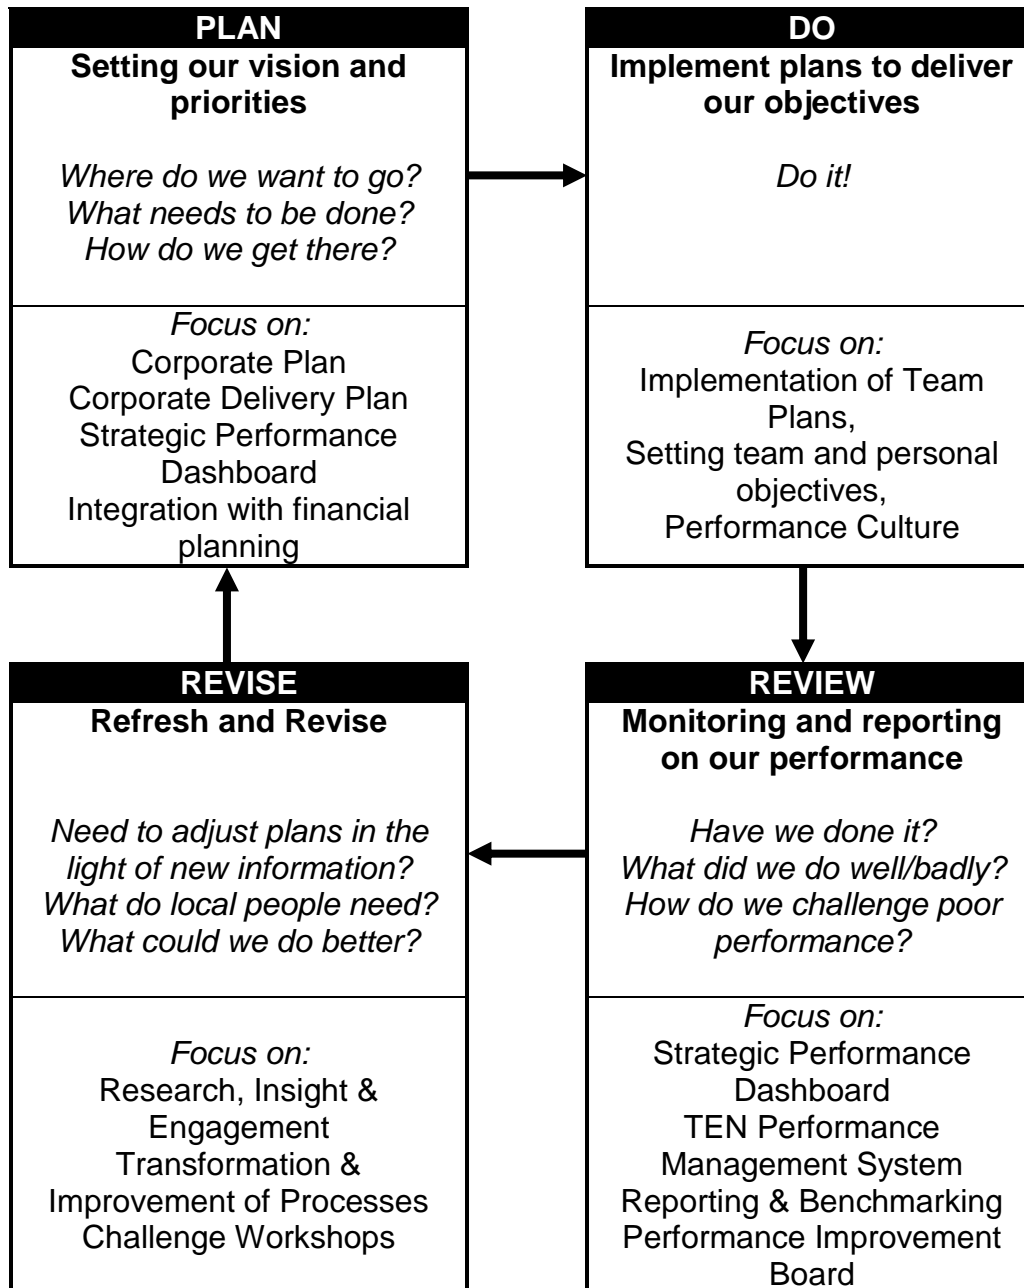 PLAN
Setting our vision and
priorities
Where do we want to go?
What needs to be done?
How do we get there?
Focus on:
Corporate Plan
Corporate Delivery Plan
Strategic Performance
Dashboard
Integration with financial
planning
DO
Implement plans to deliver
our objectives
Do it!
Focus on:
Implementation of Team
Plans,
Setting team and personal
objectives,
Performance Culture
REVISE
Refresh and Revise
Need to adjust plans in the
light of new information?
What do local people need?
What could we do better?
Focus on:
Research, Insight &
Engagement
Transformation &
Improvement of Processes
Challenge Workshops
REVIEW
Monitoring and reporting
on our performance
Have we done it?
What did we do well/badly?
How do we challenge poor
performance?
Focus on:
Strategic Performance
Dashboard
TEN Performance
Management System
Reporting & Benchmarking
Performance Improvement
Board